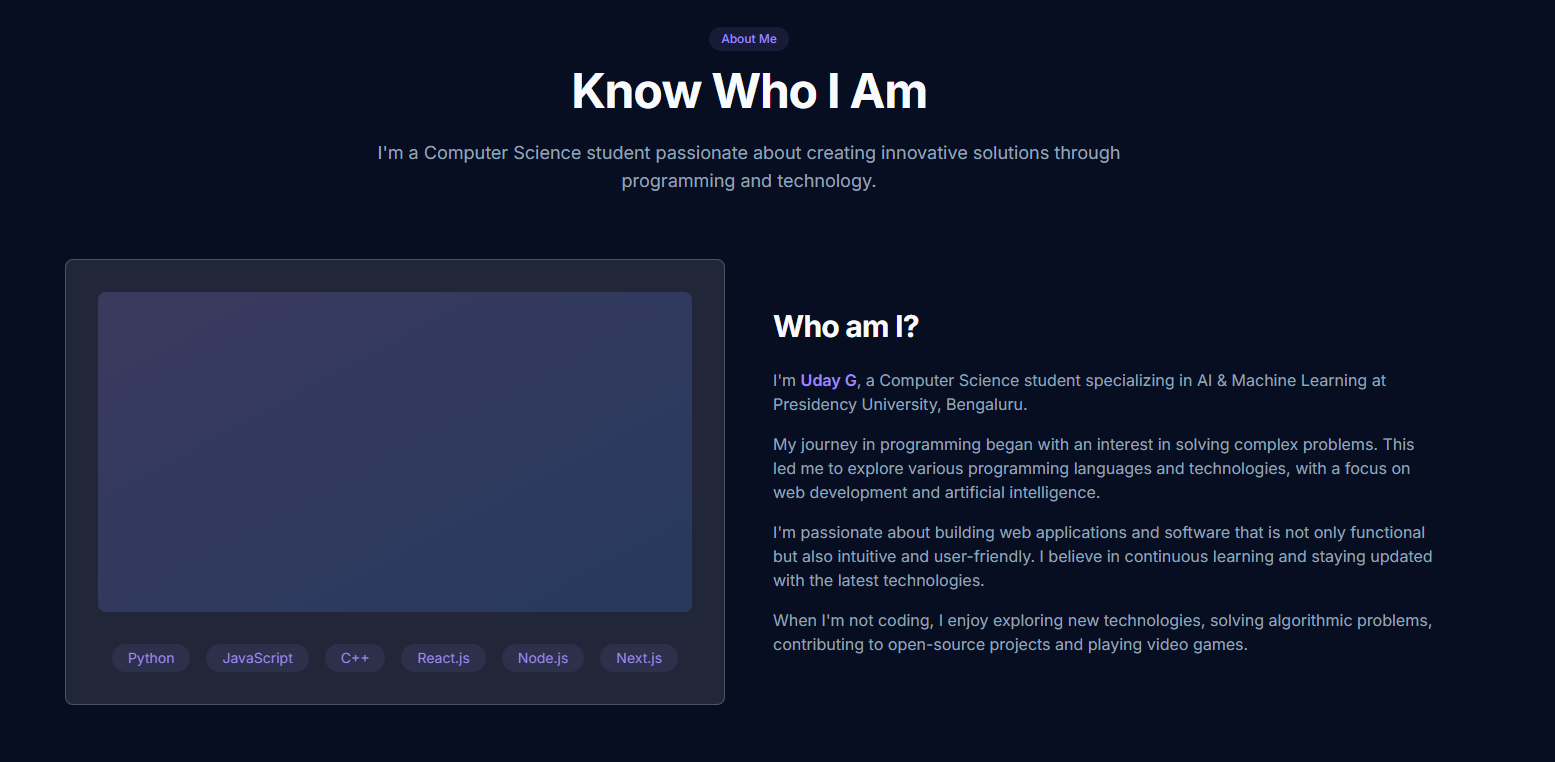 About Me
Know Who I Am
I'm a Computer Science student passionate about creating innovative solutions through
programming and technology.
Python
JavaScript
C++
React.js
Node.js
Next.js
Who am I?
I'm Uday G, a Computer Science student specializing in AI & Machine Learning at
Presidency University, Bengaluru.
My journey in programming began with an interest in solving complex problems. This
led me to explore various programming languages and technologies, with a focus on
web development and artificial intelligence.
I'm passionate about building web applications and software that is not only functional
but also intuitive and user-friendly. I believe in continuous learning and staying updated
with the latest technologies.
When I'm not coding, I enjoy exploring new technologies, solving algorithmic problems,
contributing to open-source projects and playing video games.